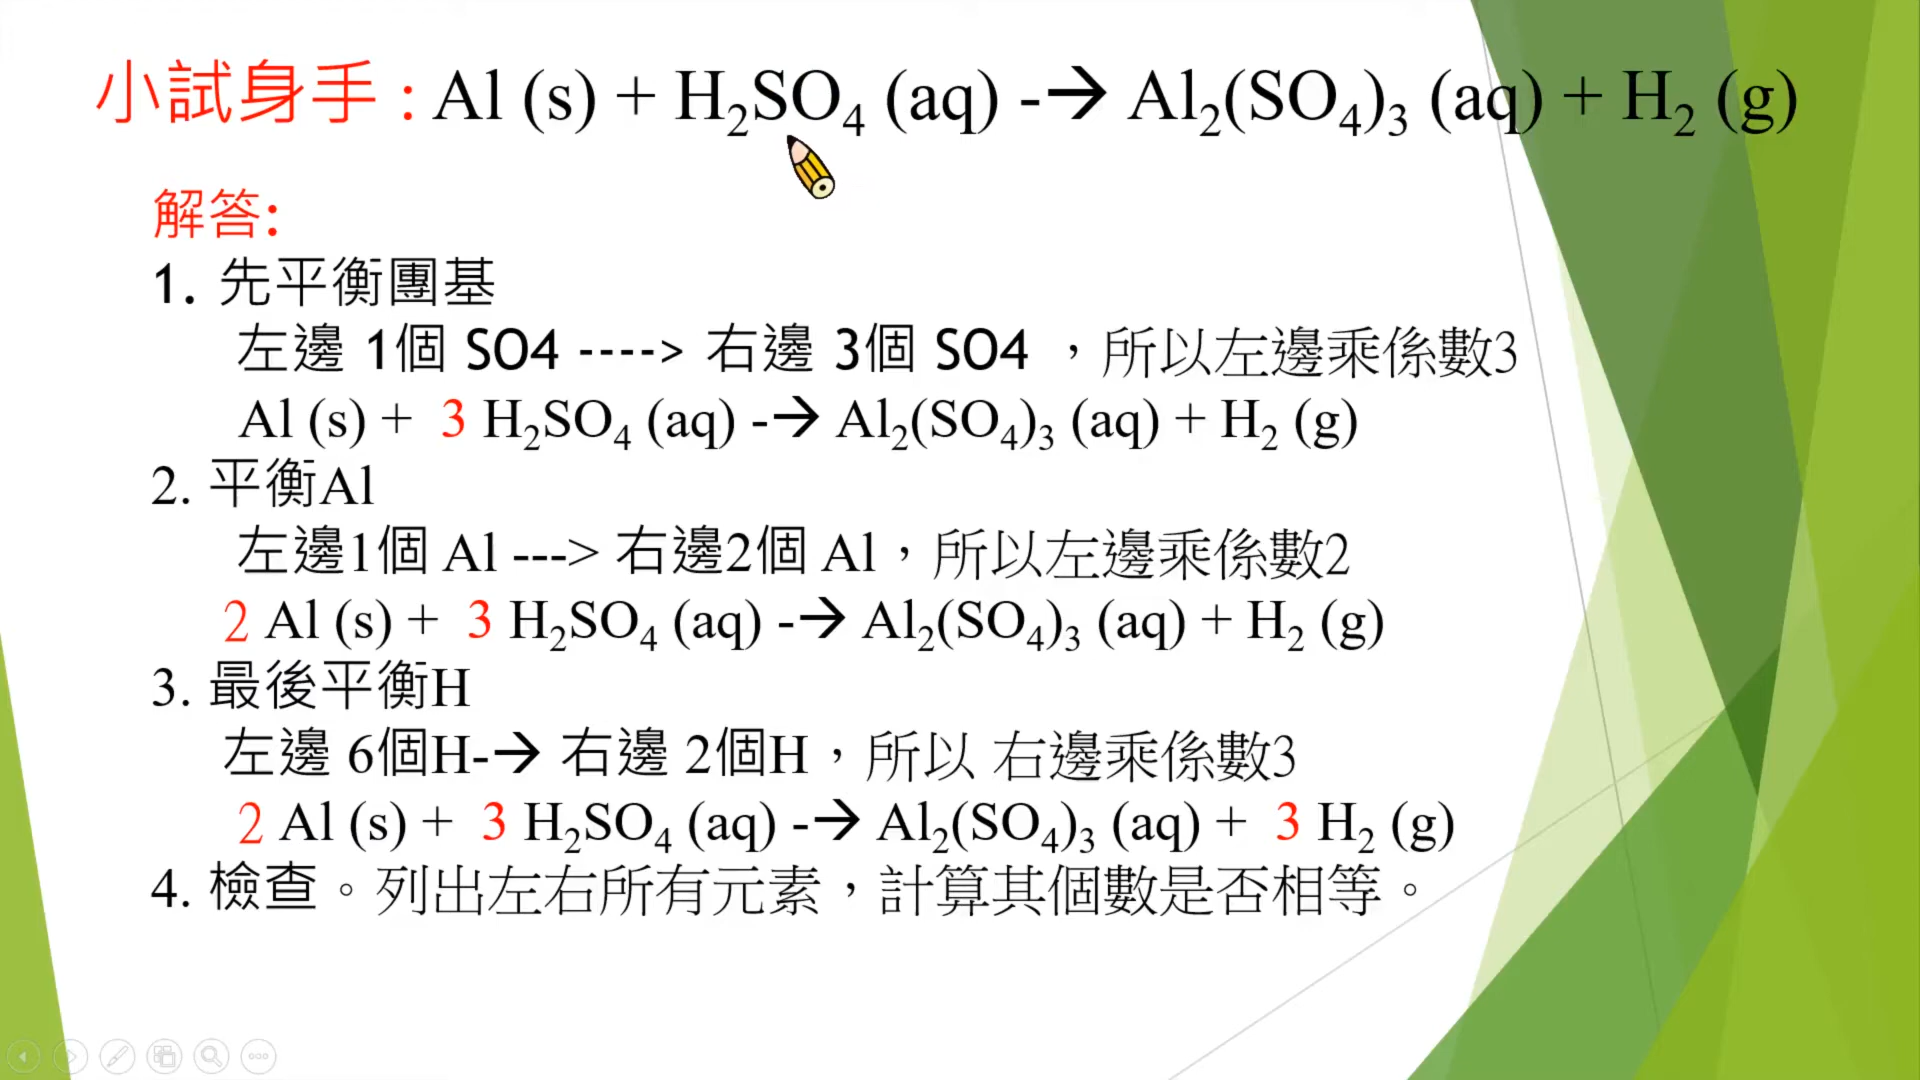 小試身手 : Al (s) + H₂SO₄ (aq) -→ Al₂(SO₄)₃ (aq) + H₂ (g)
解答:
1. 先平衡團基
左邊 1個 SO4 ----> 右邊 3個 SO4 ，所以左邊乘係數3
Al (s) + 3 H₂SO₄ (aq) -→ Al₂(SO₄)₃ (aq) + H₂ (g)
2. 平衡Al
左邊1個 Al ---> 右邊2個 Al，所以左邊乘係數2
2 Al (s) + 3 H₂SO₄ (aq) -→ Al₂(SO₄)₃ (aq) + H₂ (g)
3. 最後平衡H
左邊 6個H-→ 右邊 2個H，所以 右邊乘係數3
2 Al (s) + 3 H₂SO₄ (aq) -→ Al₂(SO₄)₃ (aq) + 3 H₂ (g)
4. 檢查。列出左右所有元素，計算其個數是否相等。